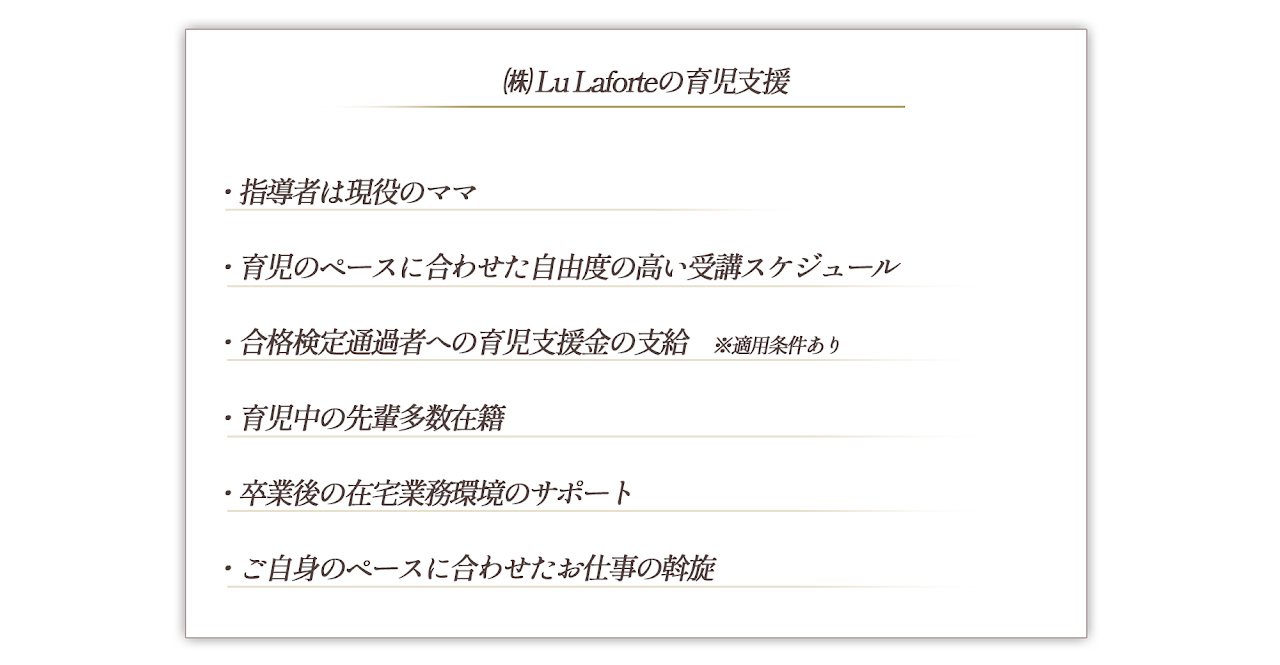 ㈱ Lu Laforteの育児支援
・指導者は現役のママ
・育児のペースに合わせた自由度の高い受講スケジュール
・合格検定通過者への育児支援金の支給　※適用条件あり
・育児中の先輩多数在籍
・卒業後の在宅業務環境のサポート
・ご自身のペースに合わせたお仕事の斡旋